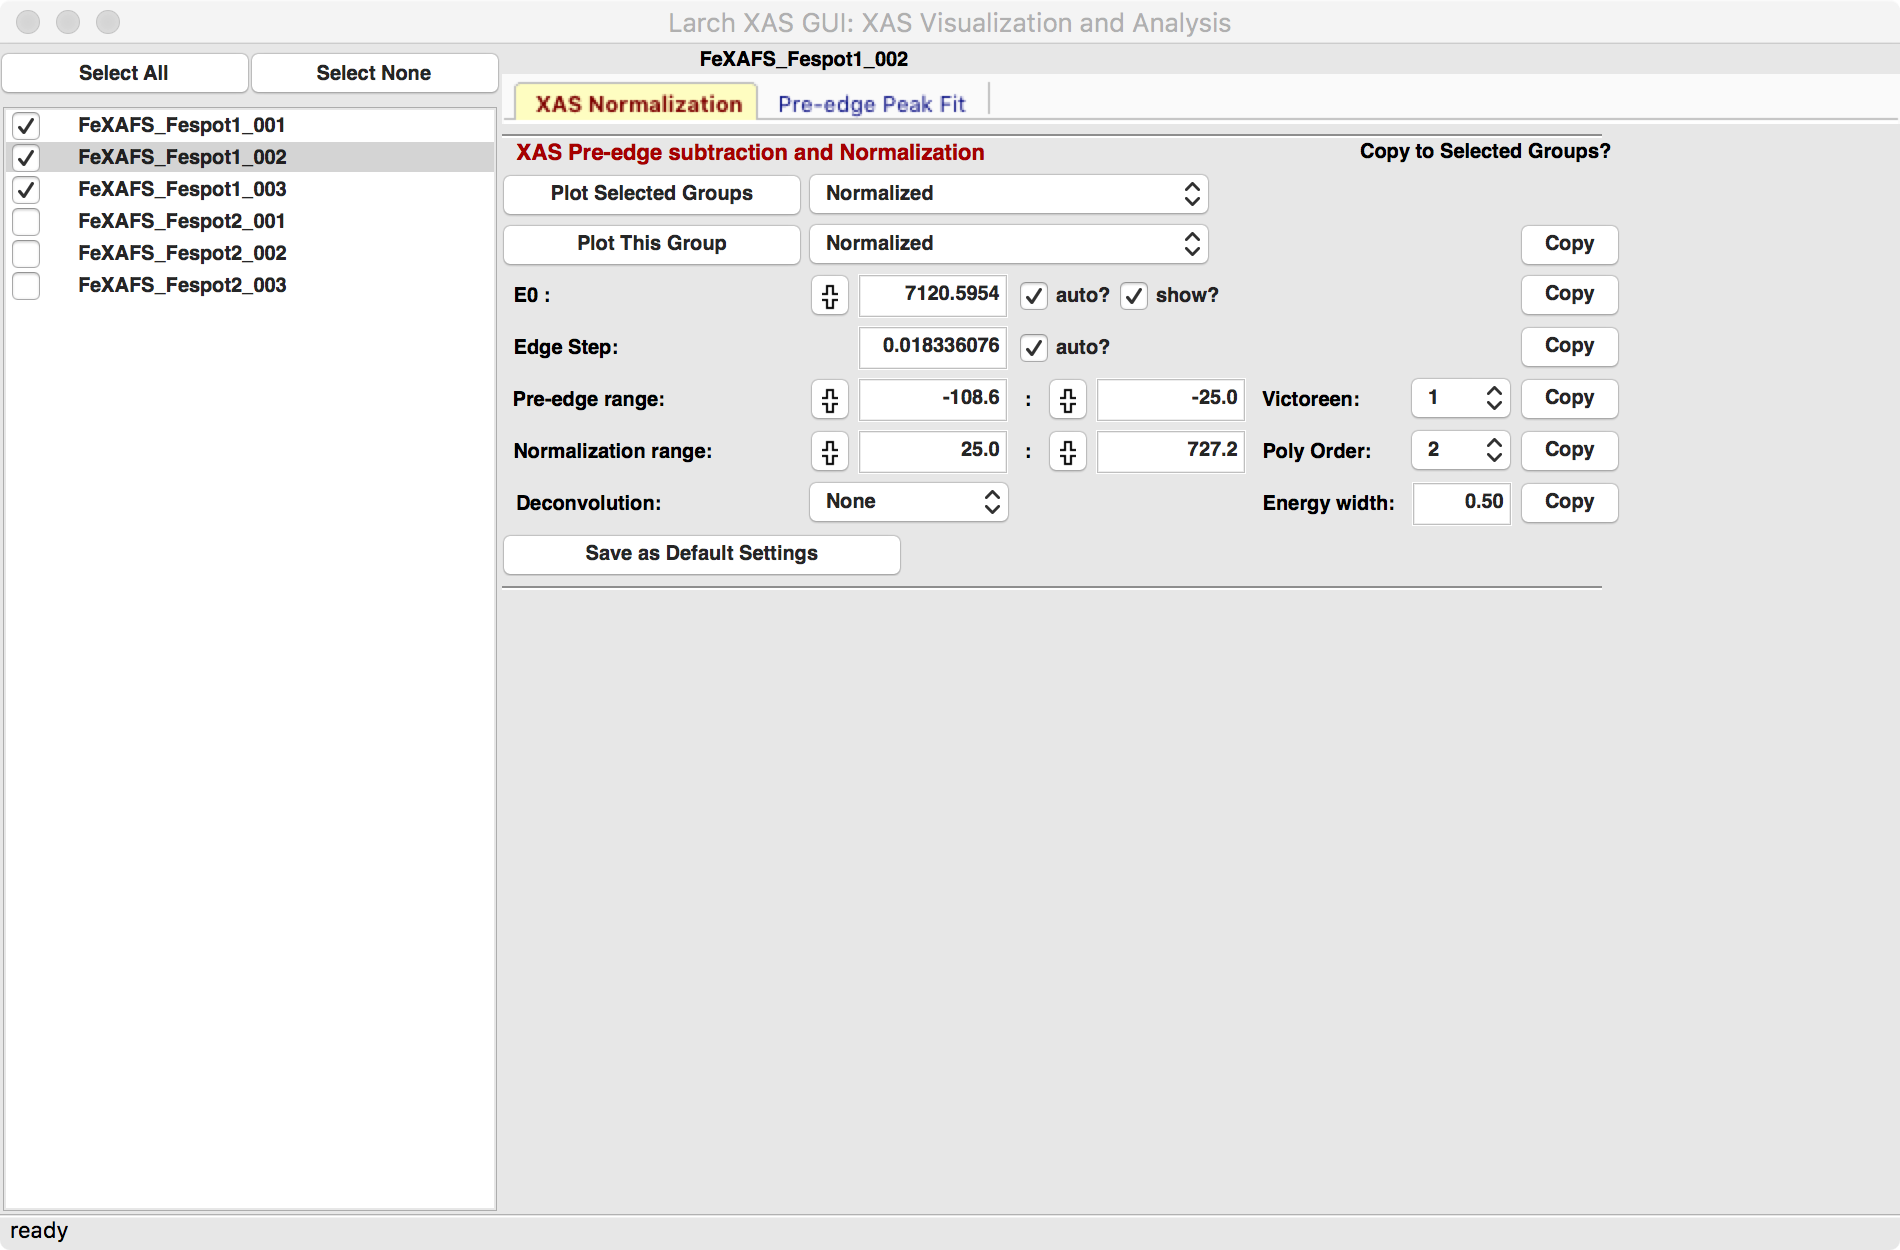 Larch XAS GUI: XAS Visualization and Analysis
Select All
Select None
FeXAFS_Fespot1_001
FeXAFS_Fespot1_002
FeXAFS_Fespot1_003
FeXAFS_Fespot2_001
FeXAFS_Fespot2_002
FeXAFS_Fespot2_003
FeXAFS_Fespot1_002
XAS Normalization
Pre-edge Peak Fit
XAS Pre-edge subtraction and Normalization
Copy to Selected Groups?
Plot Selected Groups
Normalized
Plot This Group
Normalized
Copy
E0 :
7120.5954
auto?
show?
Copy
Edge Step:
0.018336076
auto?
Copy
Pre-edge range:
-108.6
:
-25.0
Victoreen:
1
Copy
Normalization range:
25.0
:
727.2
Poly Order:
2
Copy
Deconvolution:
None
Energy width:
0.50
Copy
Save as Default Settings
ready